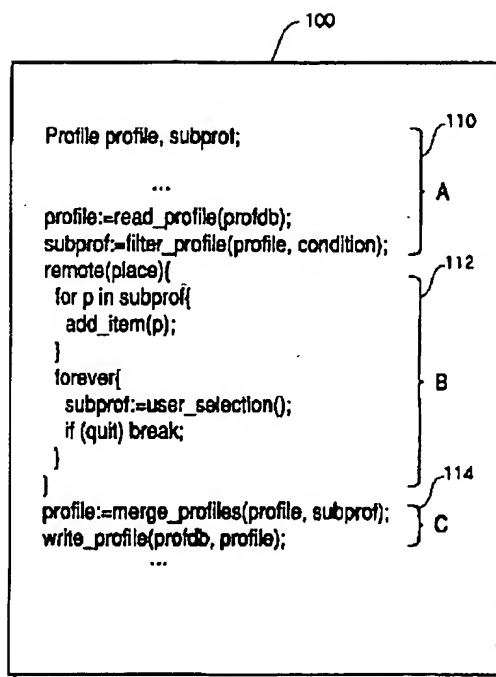 100
Profile profile, subprof;
110
...
A
profile:=read_profile(profdb);
subprof:=filter_profile(profile, condition);
remote(place){
112
for p in subprof{
add_item(p);
}
B
forever{
subprof:=user_selection();
if (quit) break;
}
}
114
profile:=merge_profiles(profile, subprof);
C
write_profile(profdb, profile);
...